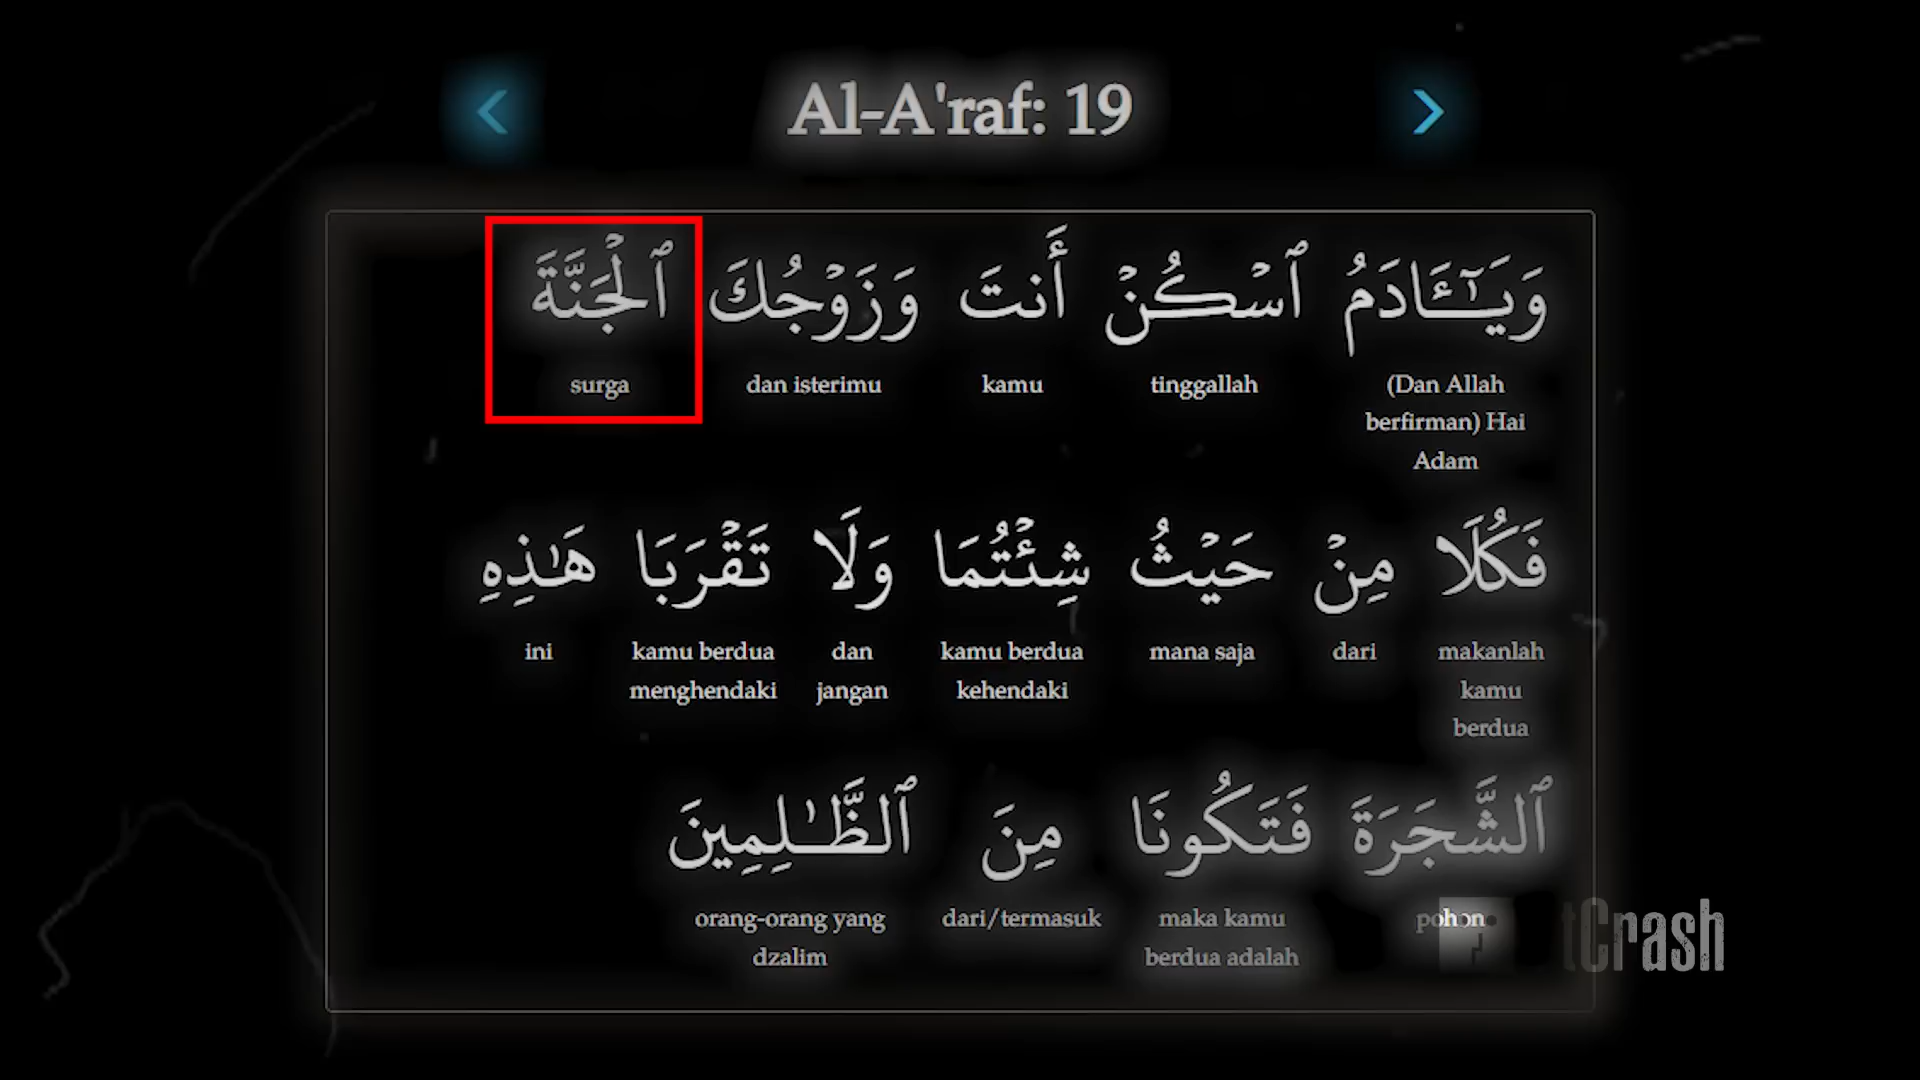 Al-A'raf: 19
وَيَـٰٓـَٔادَمُ ٱسْكُنْ أَنتَ وَزَوْجُكَ ٱلْجَنَّةَ
(Dan Allah berfirman) Hai Adam tinggallah kamu dan isterimu surga
فَكُلَا مِنْ حَيْثُ شِئْتُمَا وَلَا تَقْرَبَا هَـٰذِهِ
makanlah kamu berdua dari mana saja kamu berdua kehendaki dan jangan kamu berdua menghendaki ini
ٱلشَّجَرَةَ فَتَكُونَا مِنَ ٱلظَّـٰلِمِينَ
pohon maka kamu berdua adalah dari/termasuk orang-orang yang dzalim
tCrash